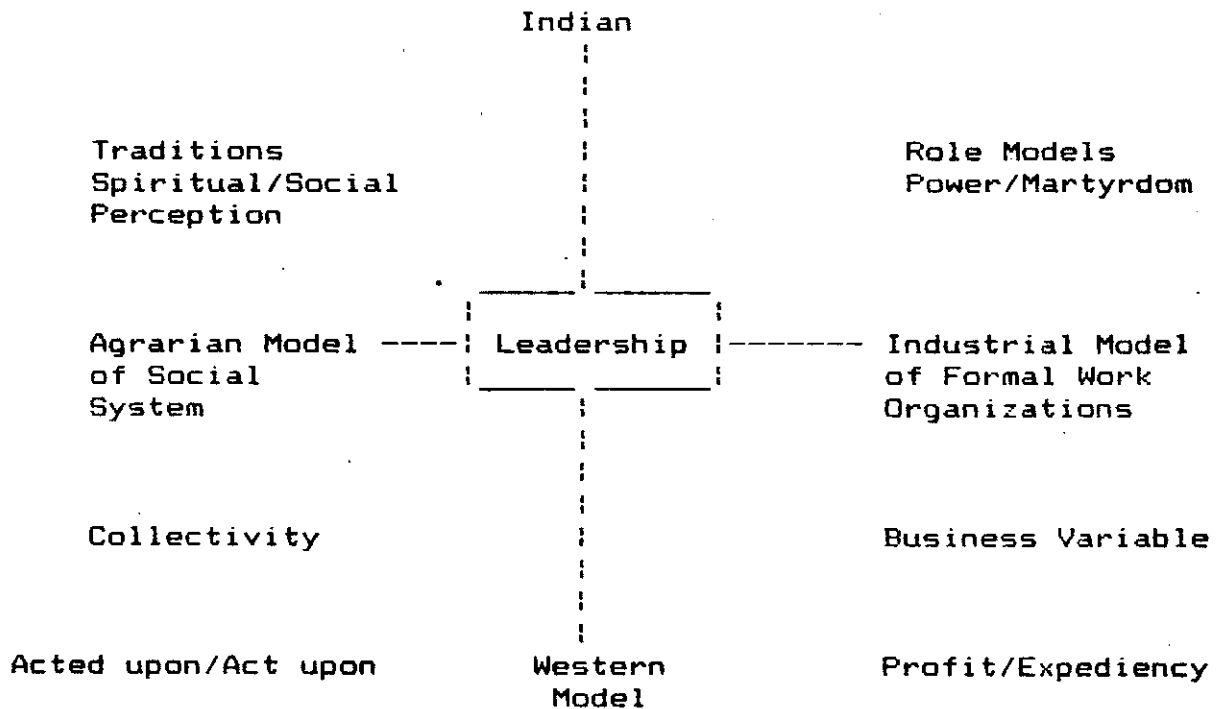 Indian
Traditions
Spiritual/Social
Perception
Role Models
Power/Martyrdom
Agrarian Model
of Social
System
Leadership
Industrial Model
of Formal Work
Organizations
Collectivity
Business Variable
Acted upon/Act upon
Western
Model
Profit/Expediency